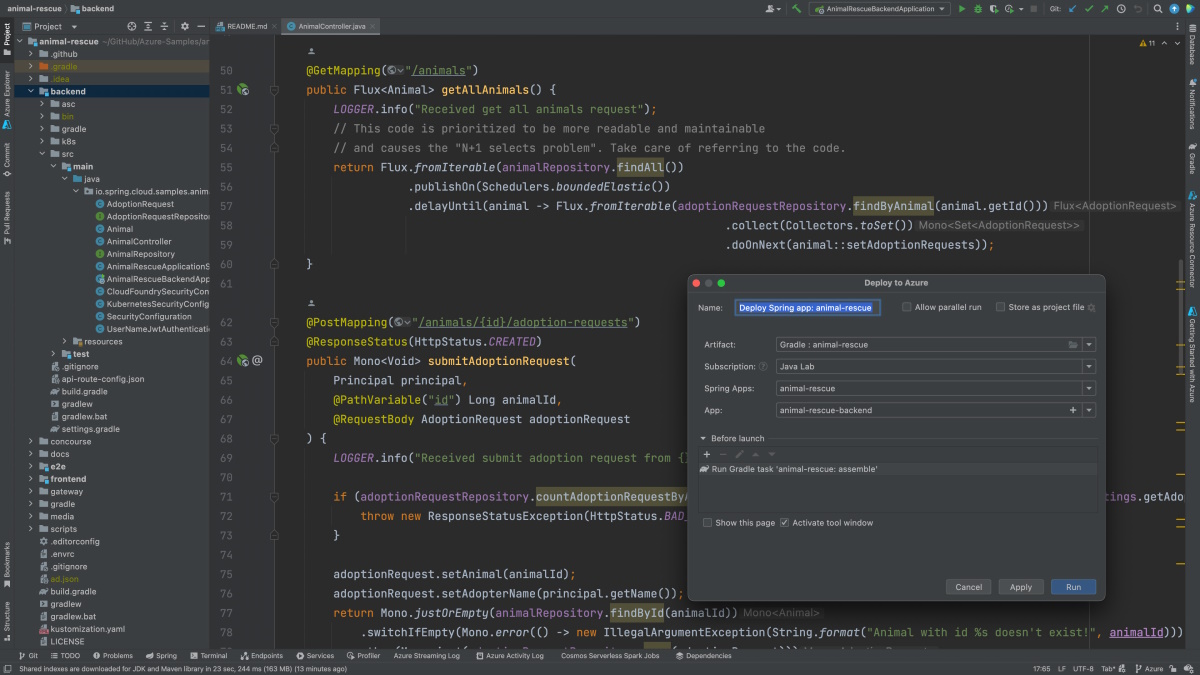 animal-rescue
backend
AnimalRescueBackendApplication
Git:
Project
README.md
AnimalController.java
11
Project
Azure Explorer
Commit
Pull Requests
Bookmarks
Structure
animal-rescue ~/GitHub/Azure-Samples/an
.github
.gradle
.idea
backend
asc
bin
gradle
k8s
src
main
java
io.spring.cloud.samples.anim
AdoptionRequest
AdoptionRequestReposito
Animal
AnimalController
AnimalRepository
AnimalRescueApplicationS
AnimalRescueBackendApp
CloudFoundrySecurityConf
KubernetesSecurityConfig
SecurityConfiguration
UserNameJwtAuthenticati
resources
test
.gitignore
api-route-config.json
build.gradle
gradlew
gradlew.bat
settings.gradle
concourse
docs
e2e
frontend
gateway
gradle
media
scripts
.editorconfig
.envrc
.gitignore
ad.json
build.gradle
gradlew
gradlew.bat
kustomization.yaml
LICENSE
50 @GetMapping("/animals")
51 public Flux<Animal> getAllAnimals() {
52 LOGGER.info("Received get all animals request");
53 // This code is prioritized to be more readable and maintainable
54 // and causes the "N+1 selects problem". Take care of referring to the code.
55 return Flux.fromIterable(animalRepository.findAll())
56 .publishOn(Schedulers.boundedElastic())
57 .delayUntil(animal -> Flux.fromIterable(adoptionRequestRepository.findByAnimal(animal.getId())) Flux<AdoptionRequest>
58 .collect(Collectors.toSet()) Mono<Set<AdoptionRequest>>
59 .doOnNext(animal::setAdoptionRequests));
60 }
61
62 @PostMapping("/animals/{id}/adoption-requests")
63 @ResponseStatus(HttpStatus.CREATED)
64 @ public Mono<Void> submitAdoptionRequest(
65 Principal principal,
66 @PathVariable("id") Long animalId,
67 @RequestBody AdoptionRequest adoptionRequest
68 ) {
69 LOGGER.info("Received submit adoption request from {}
70
71 if (adoptionRequestRepository.countAdoptionRequestByA
tings.getAdo
72 throw new ResponseStatusException(HttpStatus.BAD_
73 }
74
75 adoptionRequest.setAnimal(animalId);
76 adoptionRequest.setAdopterName(principal.getName());
77 return Mono.justOrEmpty(animalRepository.findById(animalId)) Mono<Animal>
78 .switchIfEmpty(Mono.error(() -> new IllegalArgumentException(String.format("Animal with id %s doesn't exist!", animalId)))
Deploy to Azure
Name: Deploy Spring app: animal-rescue
Allow parallel run
Store as project file
Artifact: Gradle : animal-rescue
Subscription: Java Lab
Spring Apps: animal-rescue
App: animal-rescue-backend
Before launch
Run Gradle task 'animal-rescue: assemble'
Show this page
Activate tool window
Cancel
Apply
Run
Database
Notifications
Gradle
Azure Resource Connector
Getting Started with Azure
Git
TODO
Problems
Spring
Terminal
Endpoints
Services
Profiler
Azure Streaming Log
Azure Activity Log
Cosmos Serverless Spark Jobs
Dependencies
Shared indexes are downloaded for JDK and Maven library in 23 sec, 244 ms (163 MB) (13 minutes ago)
17:65
LF
UTF-8
Tab*
Azure